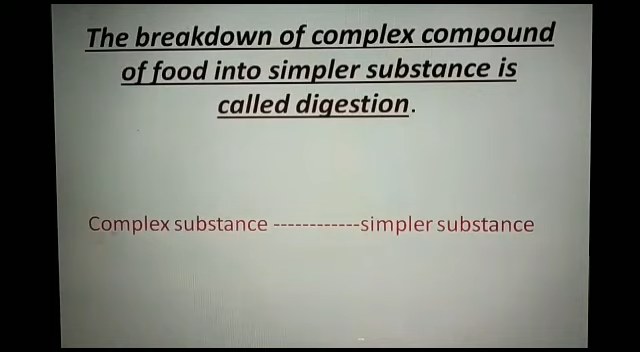 The breakdown of complex compound
of food into simpler substance is
called digestion.
Complex substance ------------simpler substance